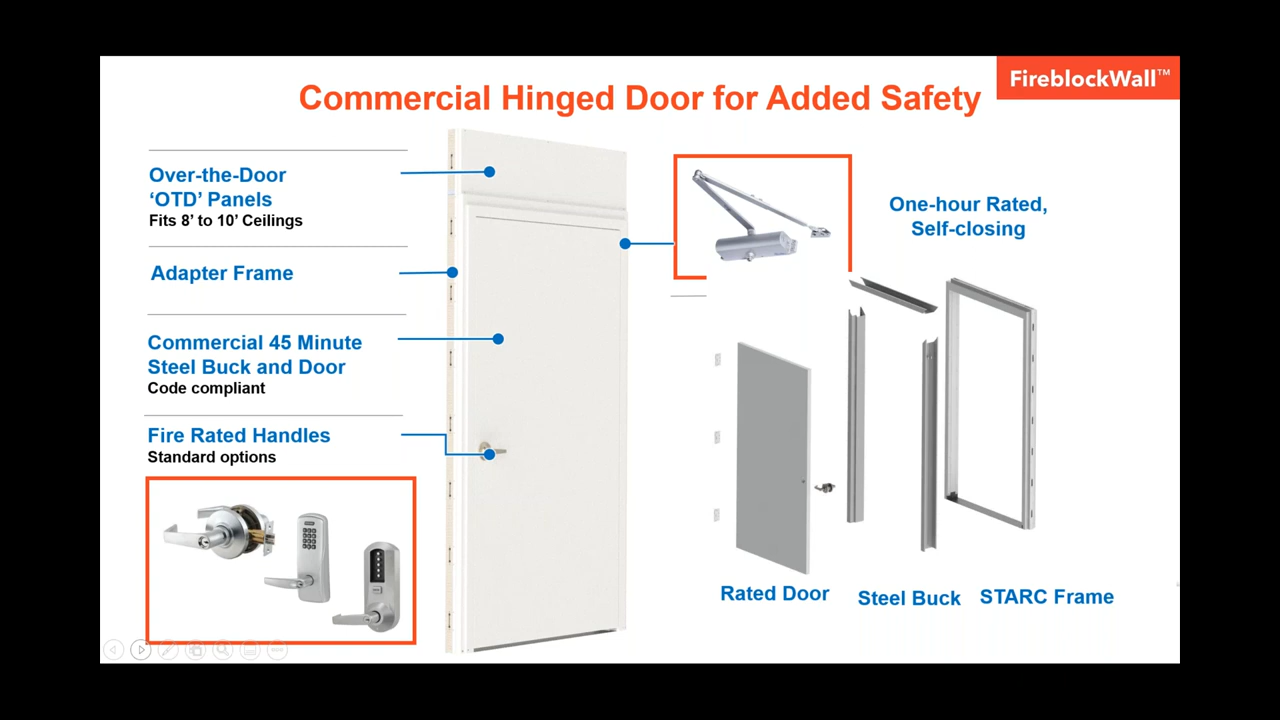 FireblockWall™
Commercial Hinged Door for Added Safety
Over-the-Door
‘OTD’ Panels
Fits 8’ to 10’ Ceilings
Adapter Frame
Commercial 45 Minute
Steel Buck and Door
Code compliant
Fire Rated Handles
Standard options
One-hour Rated,
Self-closing
Rated Door
Steel Buck
STARC Frame